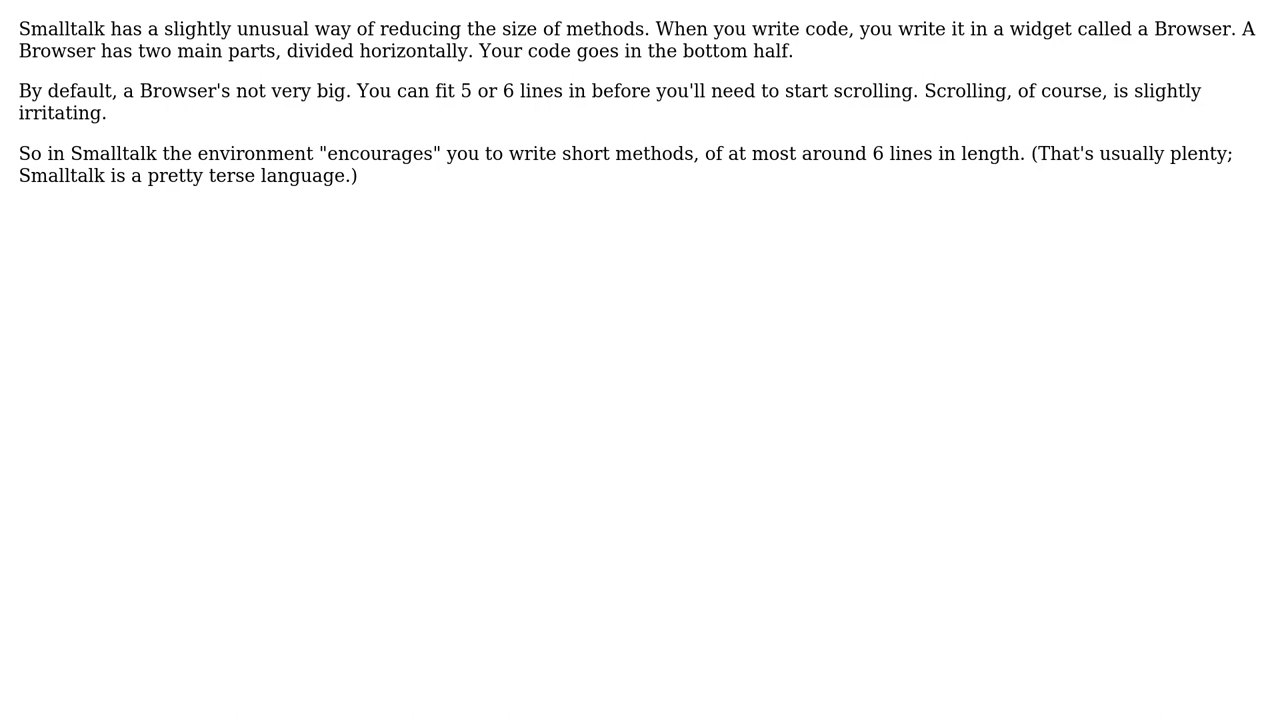 Smalltalk has a slightly unusual way of reducing the size of methods. When you write code, you write it in a widget called a Browser. A
Browser has two main parts, divided horizontally. Your code goes in the bottom half.
By default, a Browser's not very big. You can fit 5 or 6 lines in before you'll need to start scrolling. Scrolling, of course, is slightly
irritating.
So in Smalltalk the environment "encourages" you to write short methods, of at most around 6 lines in length. (That's usually plenty;
Smalltalk is a pretty terse language.)